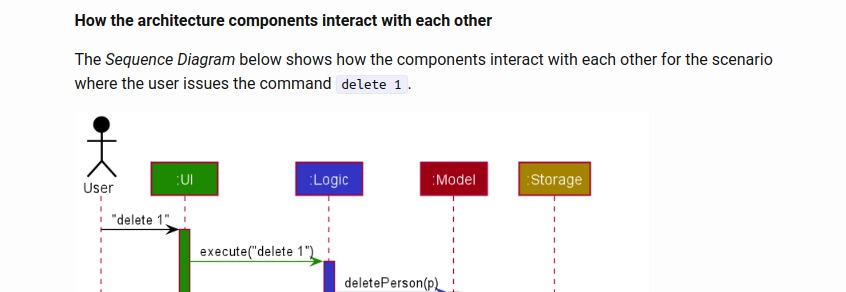 How the architecture components interact with each other
The Sequence Diagram below shows how the components interact with each other for the scenario
where the user issues the command delete 1.
User
:UI
:Logic
:Model
:Storage
"delete 1"
execute("delete 1")
deletePerson(p)